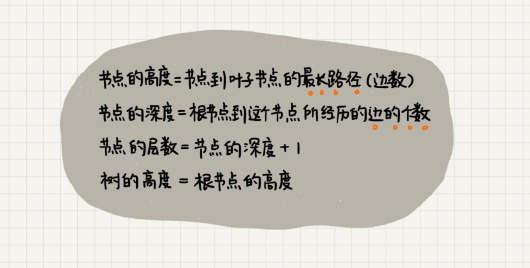 节点的高度=节点到叶子节点的最长路径(边数)
节点的深度=根节点到这个节点所经历的边的个数
节点的层数=节点的深度+1
树的高度=根节点的高度